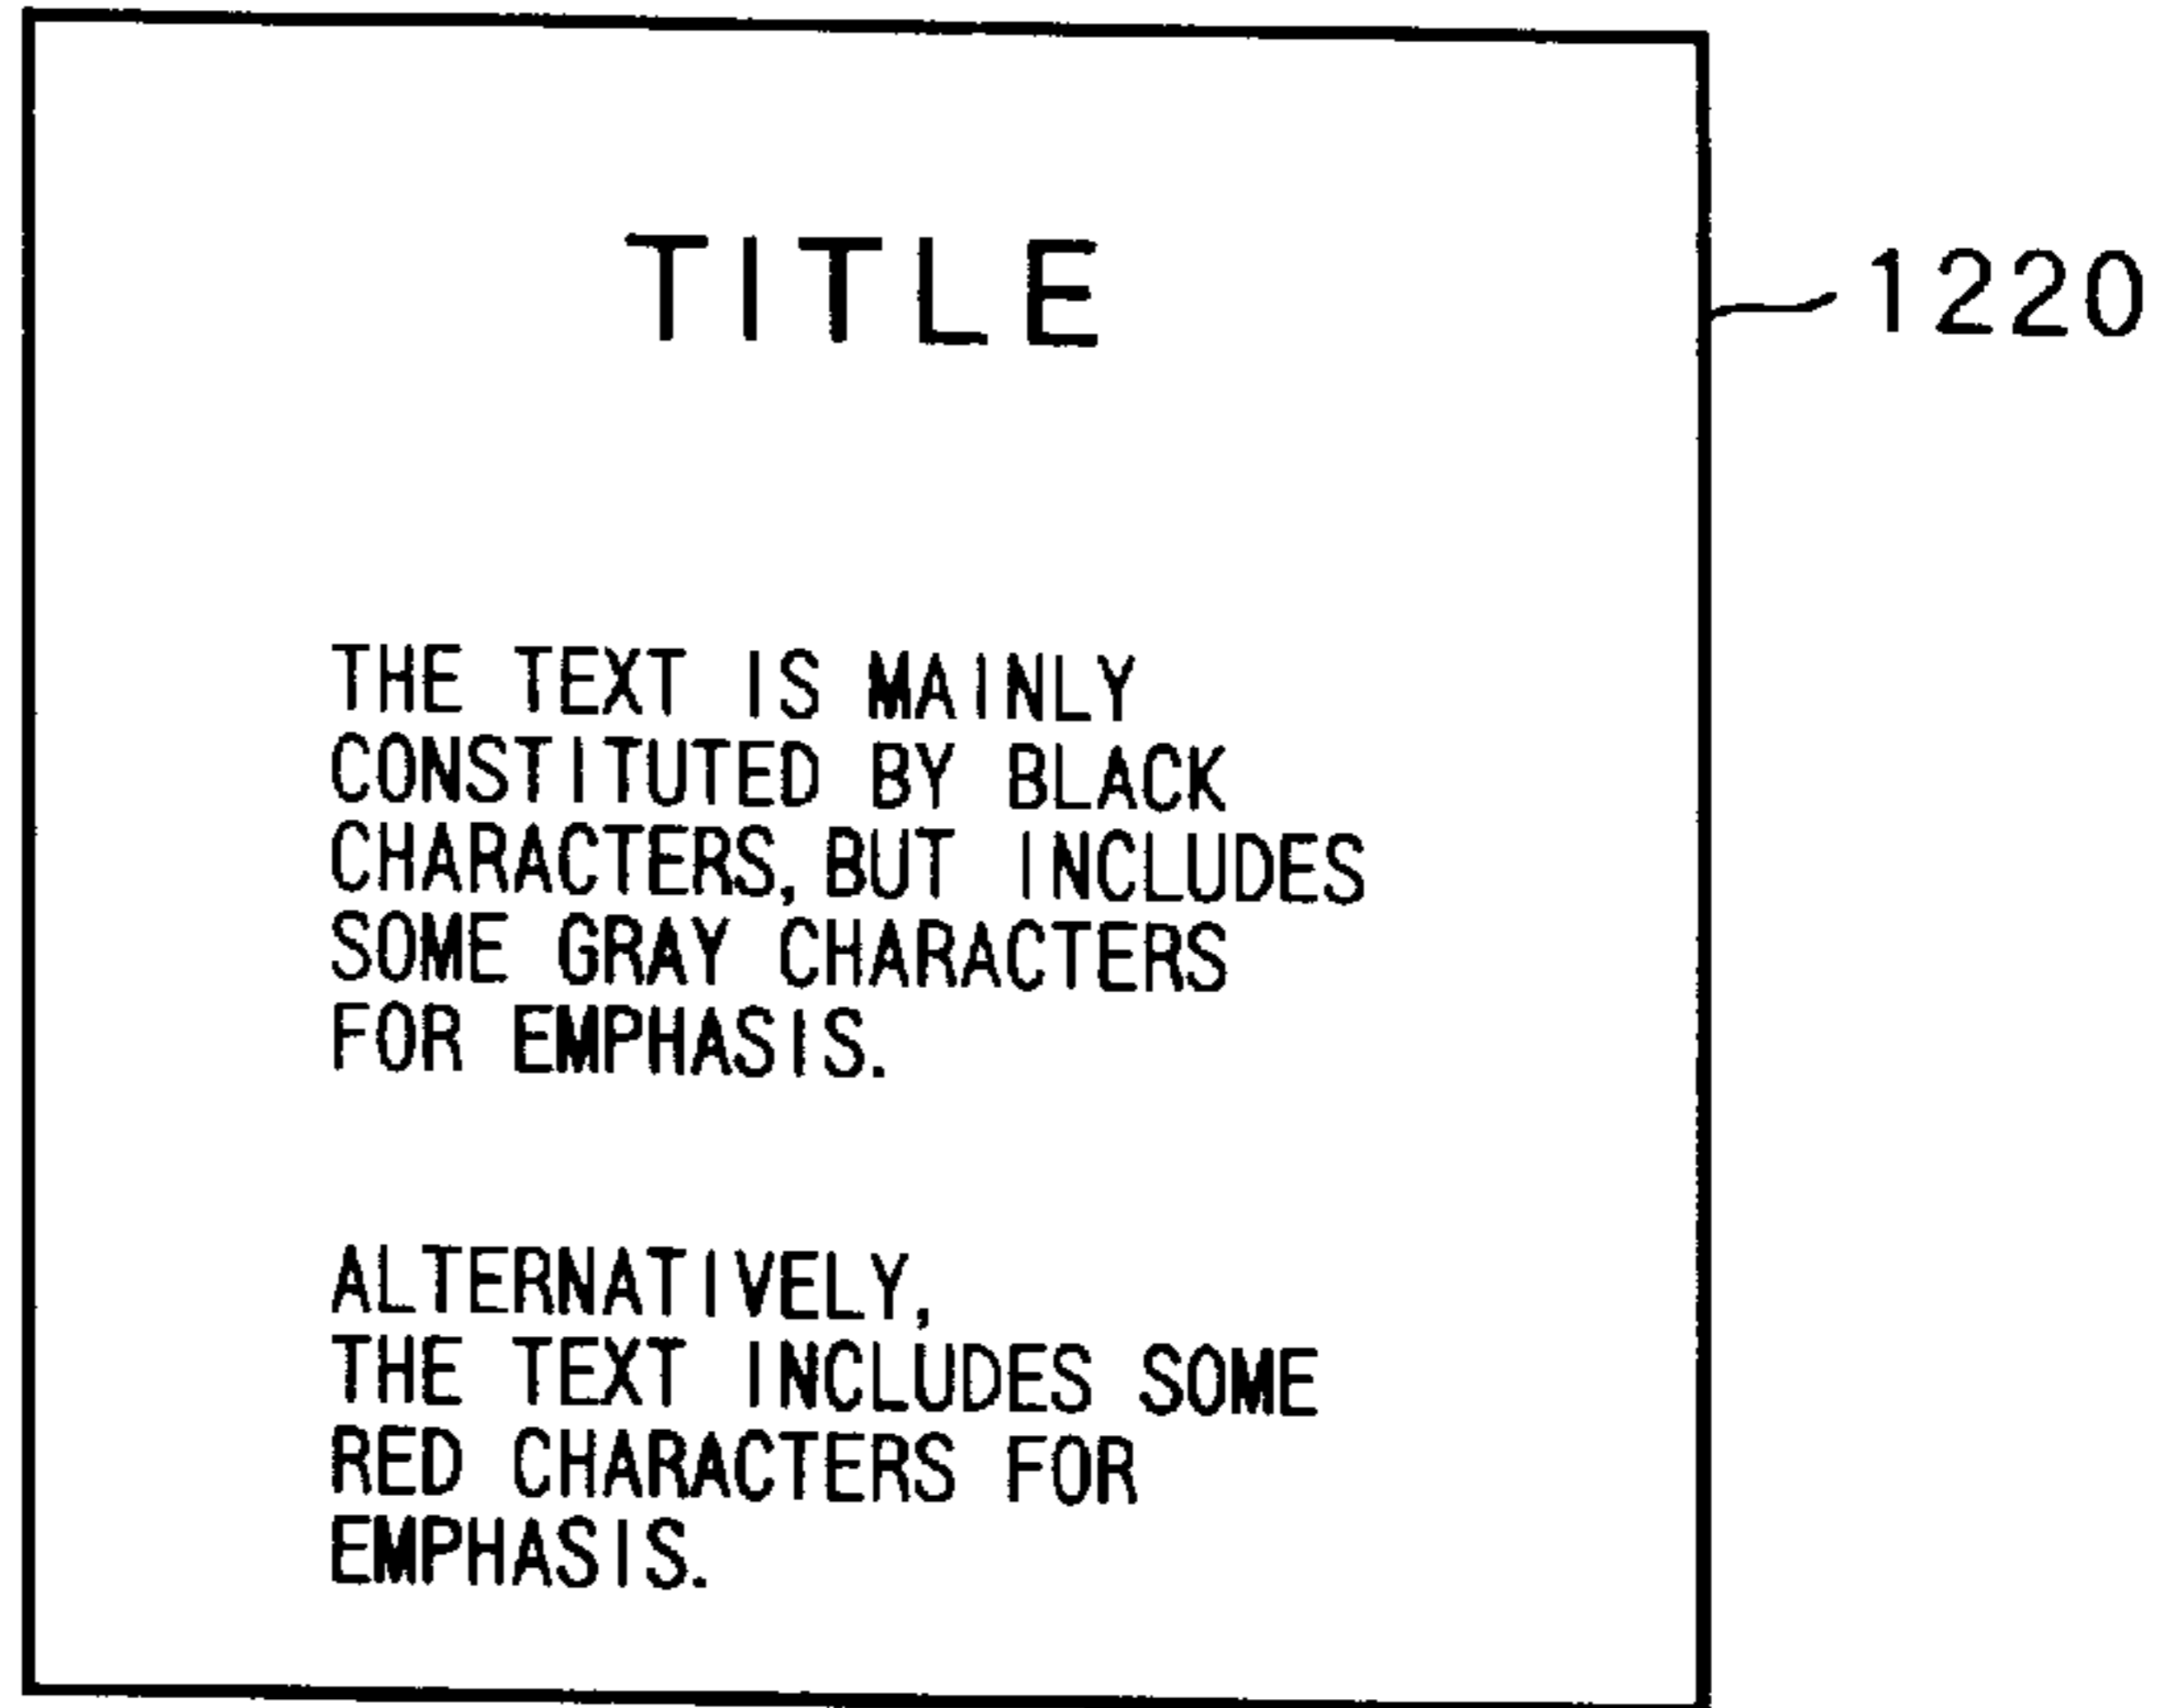 TITLE
1220
THE TEXT IS MAINLY
CONSTITUTED BY BLACK
CHARACTERS, BUT INCLUDES
SOME GRAY CHARACTERS
FOR EMPHASIS.
ALTERNATIVELY,
THE TEXT INCLUDES SOME
RED CHARACTERS FOR
EMPHASIS.